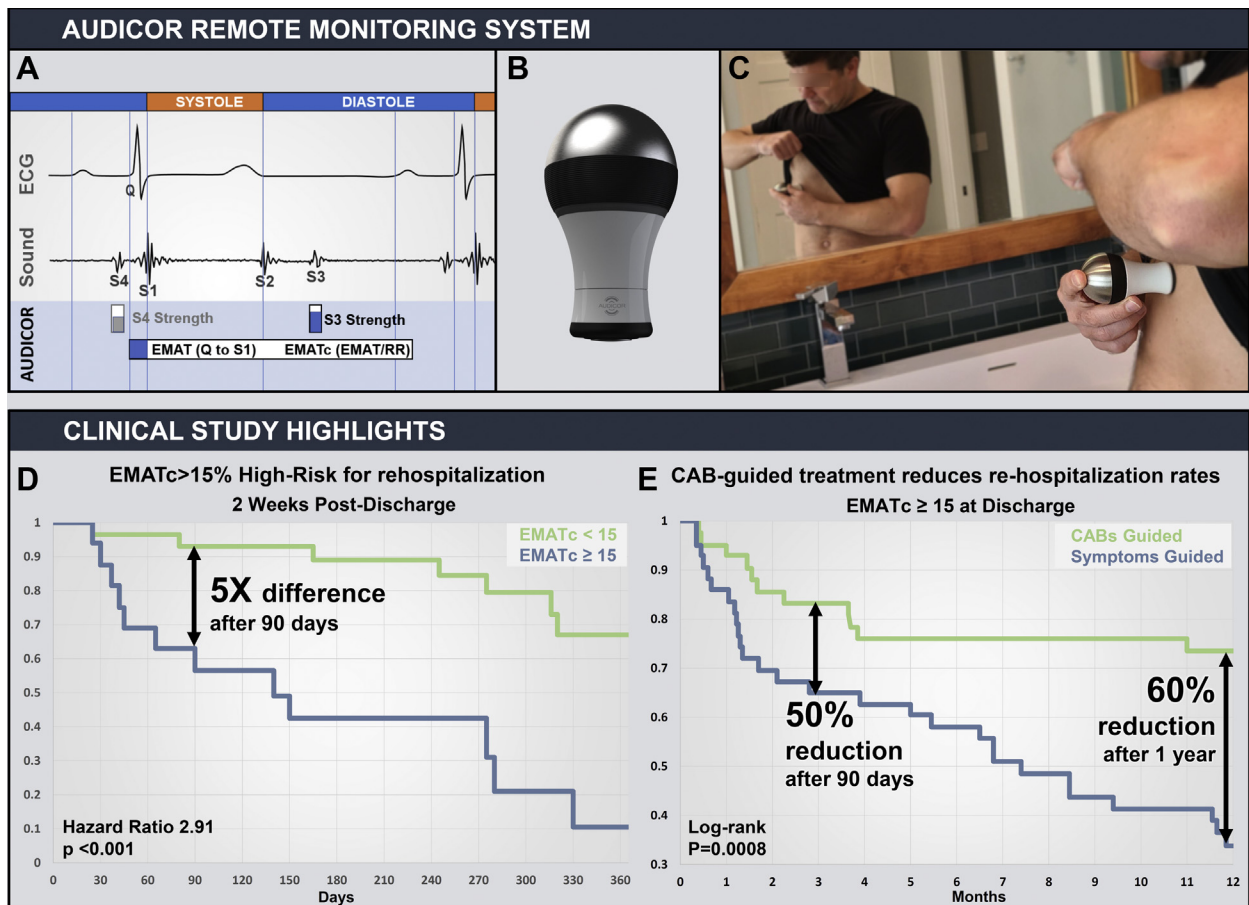 AUDICOR REMOTE MONITORING SYSTEM
A
SYSTOLE
DIASTOLE
ECG
Q
Sound
S4
S1
S2
S3
AUDICOR
S4 Strength
S3 Strength
EMAT (Q to S1)
EMATc (EMAT/RR)
B
AUDICOR
C
CLINICAL STUDY HIGHLIGHTS
D
EMATc>15% High-Risk for rehospitalization
2 Weeks Post-Discharge
EMATc < 15
EMATc ≥ 15
5X difference
after 90 days
Hazard Ratio 2.91
p <0.001
1
0.9
0.8
0.7
0.6
0.5
0.4
0.3
0.2
0.1
0
0 30 60 90 120 150 180 210 240 270 300 330 360
Days
E
CAB-guided treatment reduces re-hospitalization rates
EMATc ≥ 15 at Discharge
CABs Guided
Symptoms Guided
50%
reduction
after 90 days
60%
reduction
after 1 year
Log-rank
P=0.0008
1
0.9
0.8
0.7
0.6
0.5
0.4
0.3
0 1 2 3 4 5 6 7 8 9 10 11 12
Months